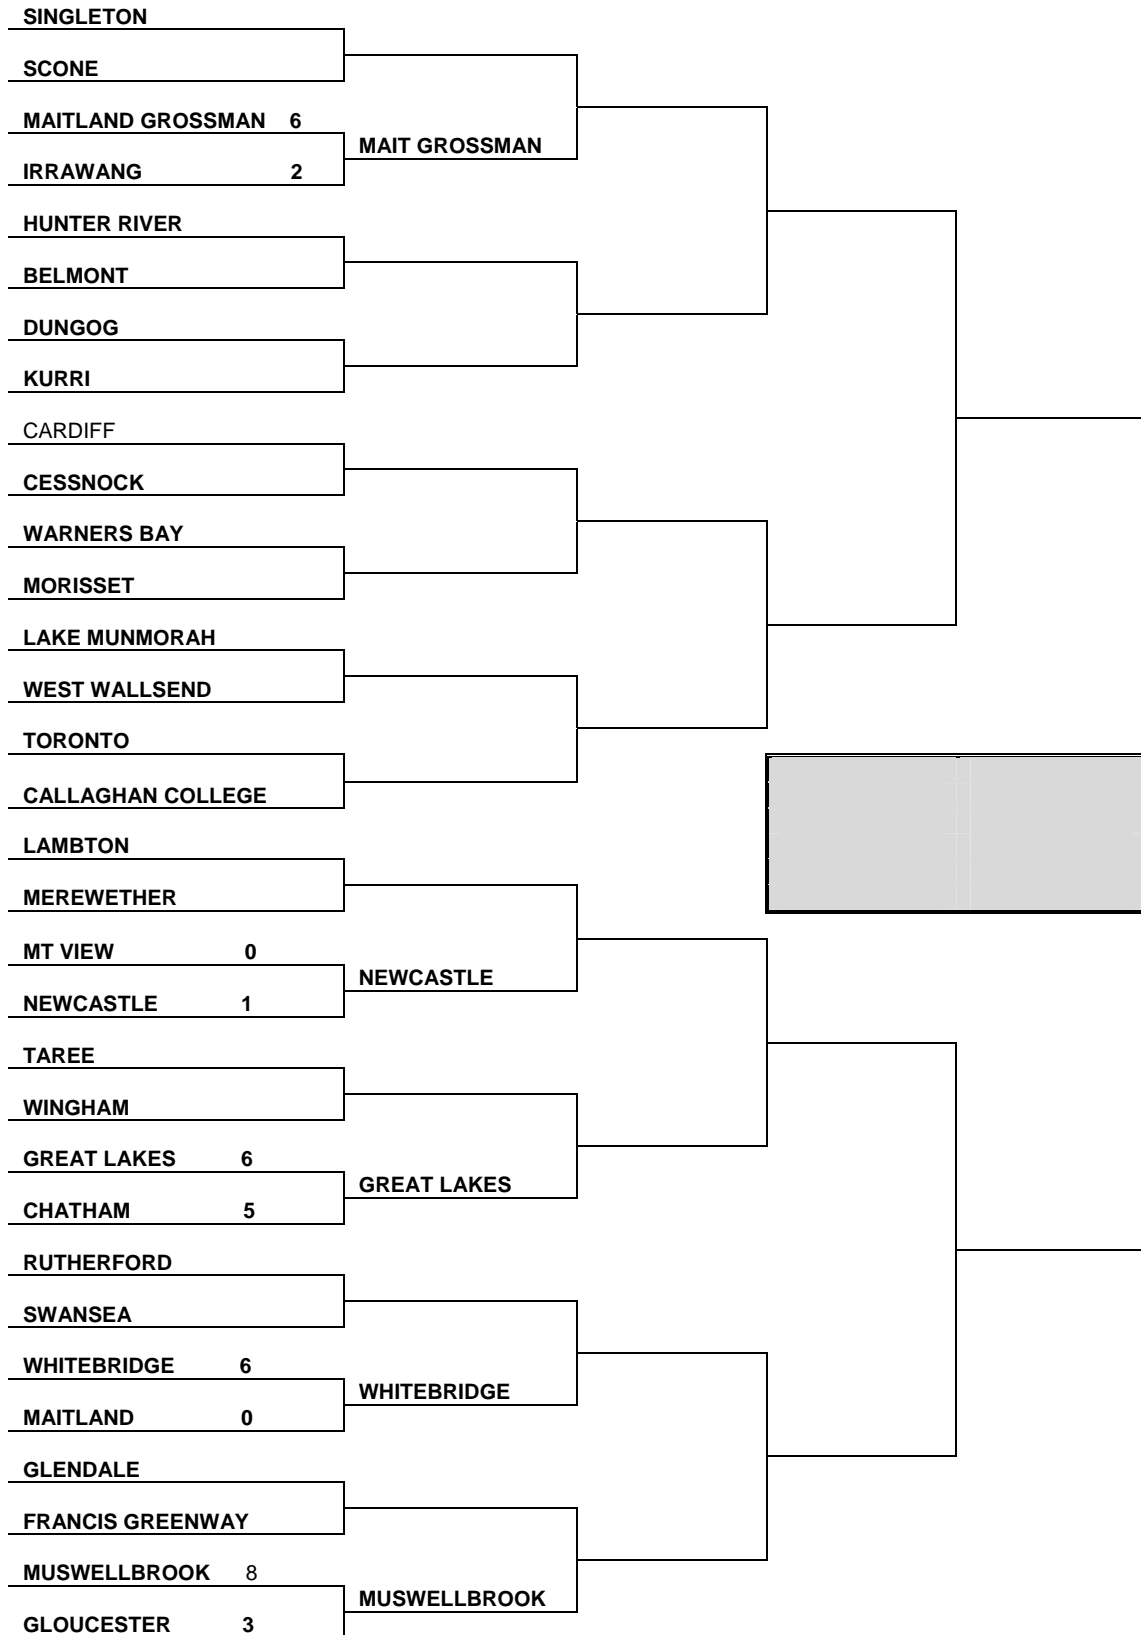 SINGLETON
SCONE
MAITLAND GROSSMAN 6
MAIT GROSSMAN
IRRAWANG 2
HUNTER RIVER
BELMONT
DUNGOG
KURRI
CARDIFF
CESSNOCK
WARNERS BAY
MORISSET
LAKE MUNMORAH
WEST WALLSEND
TORONTO
CALLAGHAN COLLEGE
LAMBTON
MEREWETHER
MT VIEW 0
NEWCASTLE
NEWCASTLE 1
TAREE
WINGHAM
GREAT LAKES 6
GREAT LAKES
CHATHAM 5
RUTHERFORD
SWANSEA
WHITEBRIDGE 6
WHITEBRIDGE
MAITLAND 0
GLENDALE
FRANCIS GREENWAY
MUSWELLBROOK 8
MUSWELLBROOK
GLOUCESTER 3